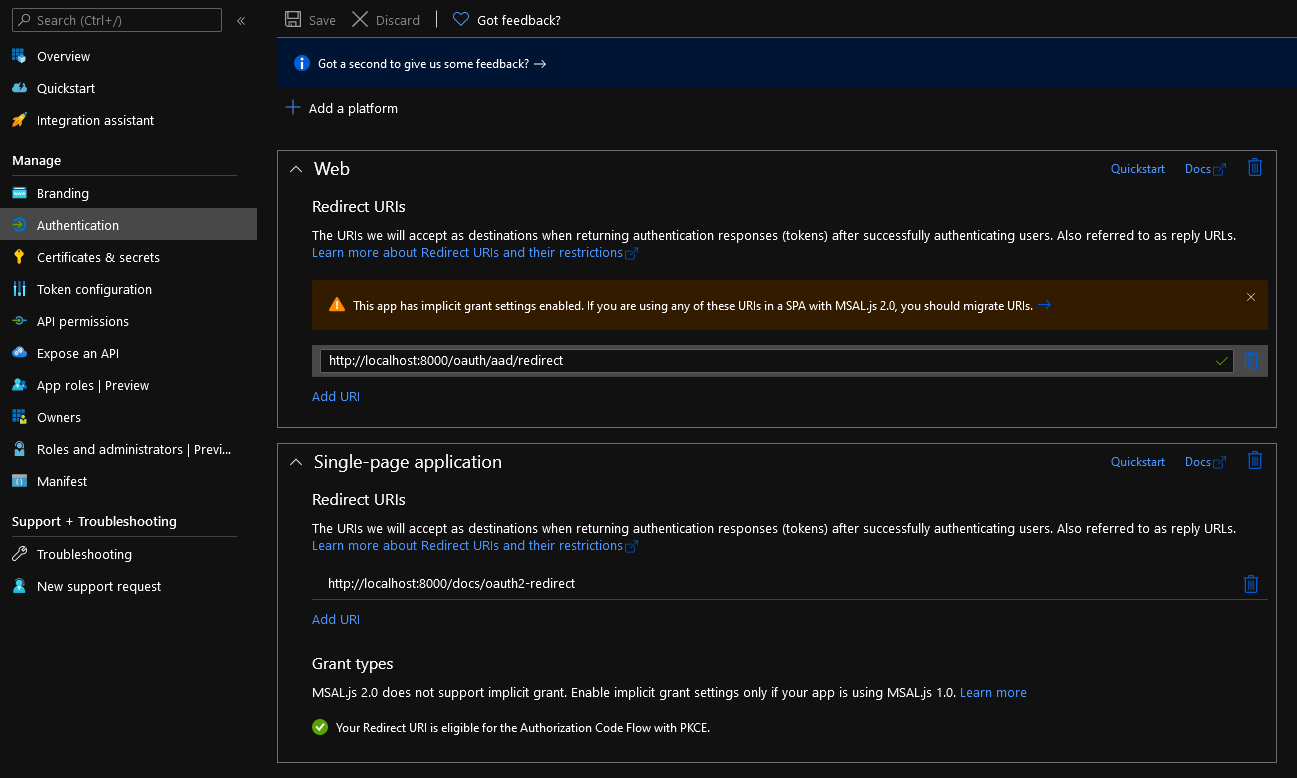 Search (Ctrl+/)
«
Overview
Quickstart
Integration assistant
Manage
Branding
Authentication
Certificates & secrets
Token configuration
API permissions
Expose an API
App roles | Preview
Owners
Roles and administrators | Previ...
Manifest
Support + Troubleshooting
Troubleshooting
New support request
Save
Discard
Got feedback?
Got a second to give us some feedback? →
Add a platform
Web
Quickstart
Docs
Redirect URIs
The URIs we will accept as destinations when returning authentication responses (tokens) after successfully authenticating users. Also referred to as reply URLs.
Learn more about Redirect URIs and their restrictions
This app has implicit grant settings enabled. If you are using any of these URIs in a SPA with MSAL.js 2.0, you should migrate URIs. →
http://localhost:8000/oauth/aad/redirect
Add URI
Single-page application
Quickstart
Docs
Redirect URIs
The URIs we will accept as destinations when returning authentication responses (tokens) after successfully authenticating users. Also referred to as reply URLs.
Learn more about Redirect URIs and their restrictions
http://localhost:8000/docs/oauth2-redirect
Add URI
Grant types
MSAL.js 2.0 does not support implicit grant. Enable implicit grant settings only if your app is using MSAL.js 1.0. Learn more
Your Redirect URI is eligible for the Authorization Code Flow with PKCE.